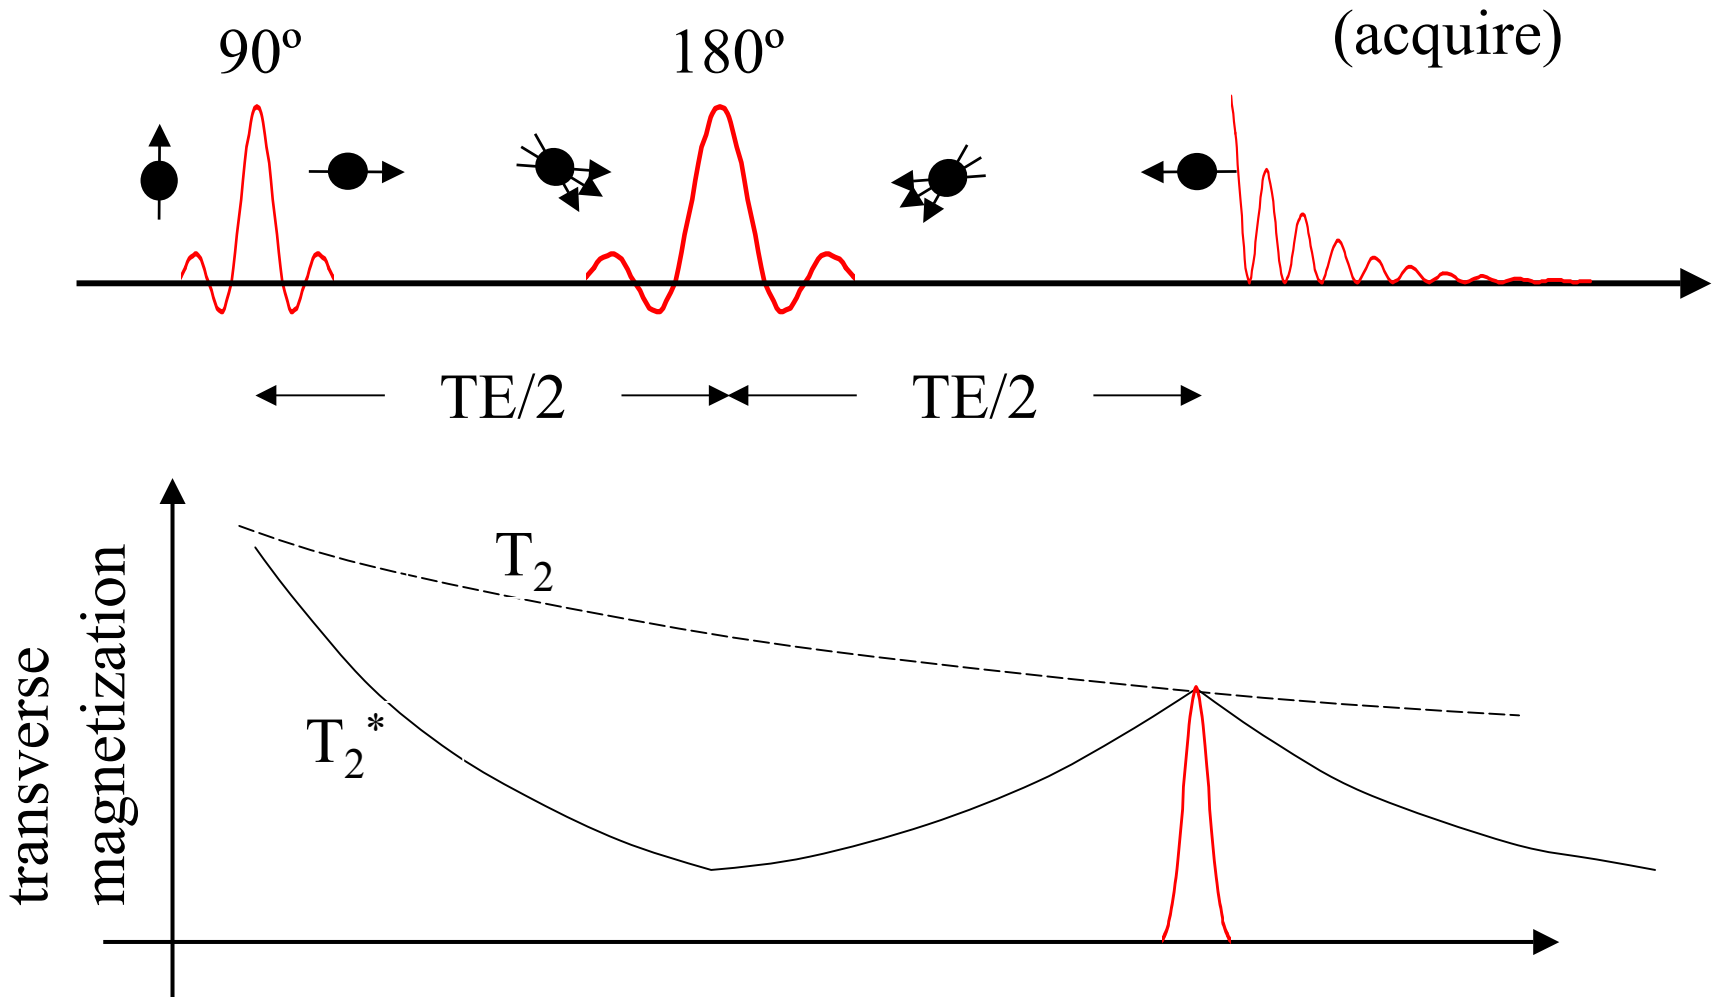 90º
180º
(acquire)
TE/2
TE/2
T2
T2*
transverse
magnetization